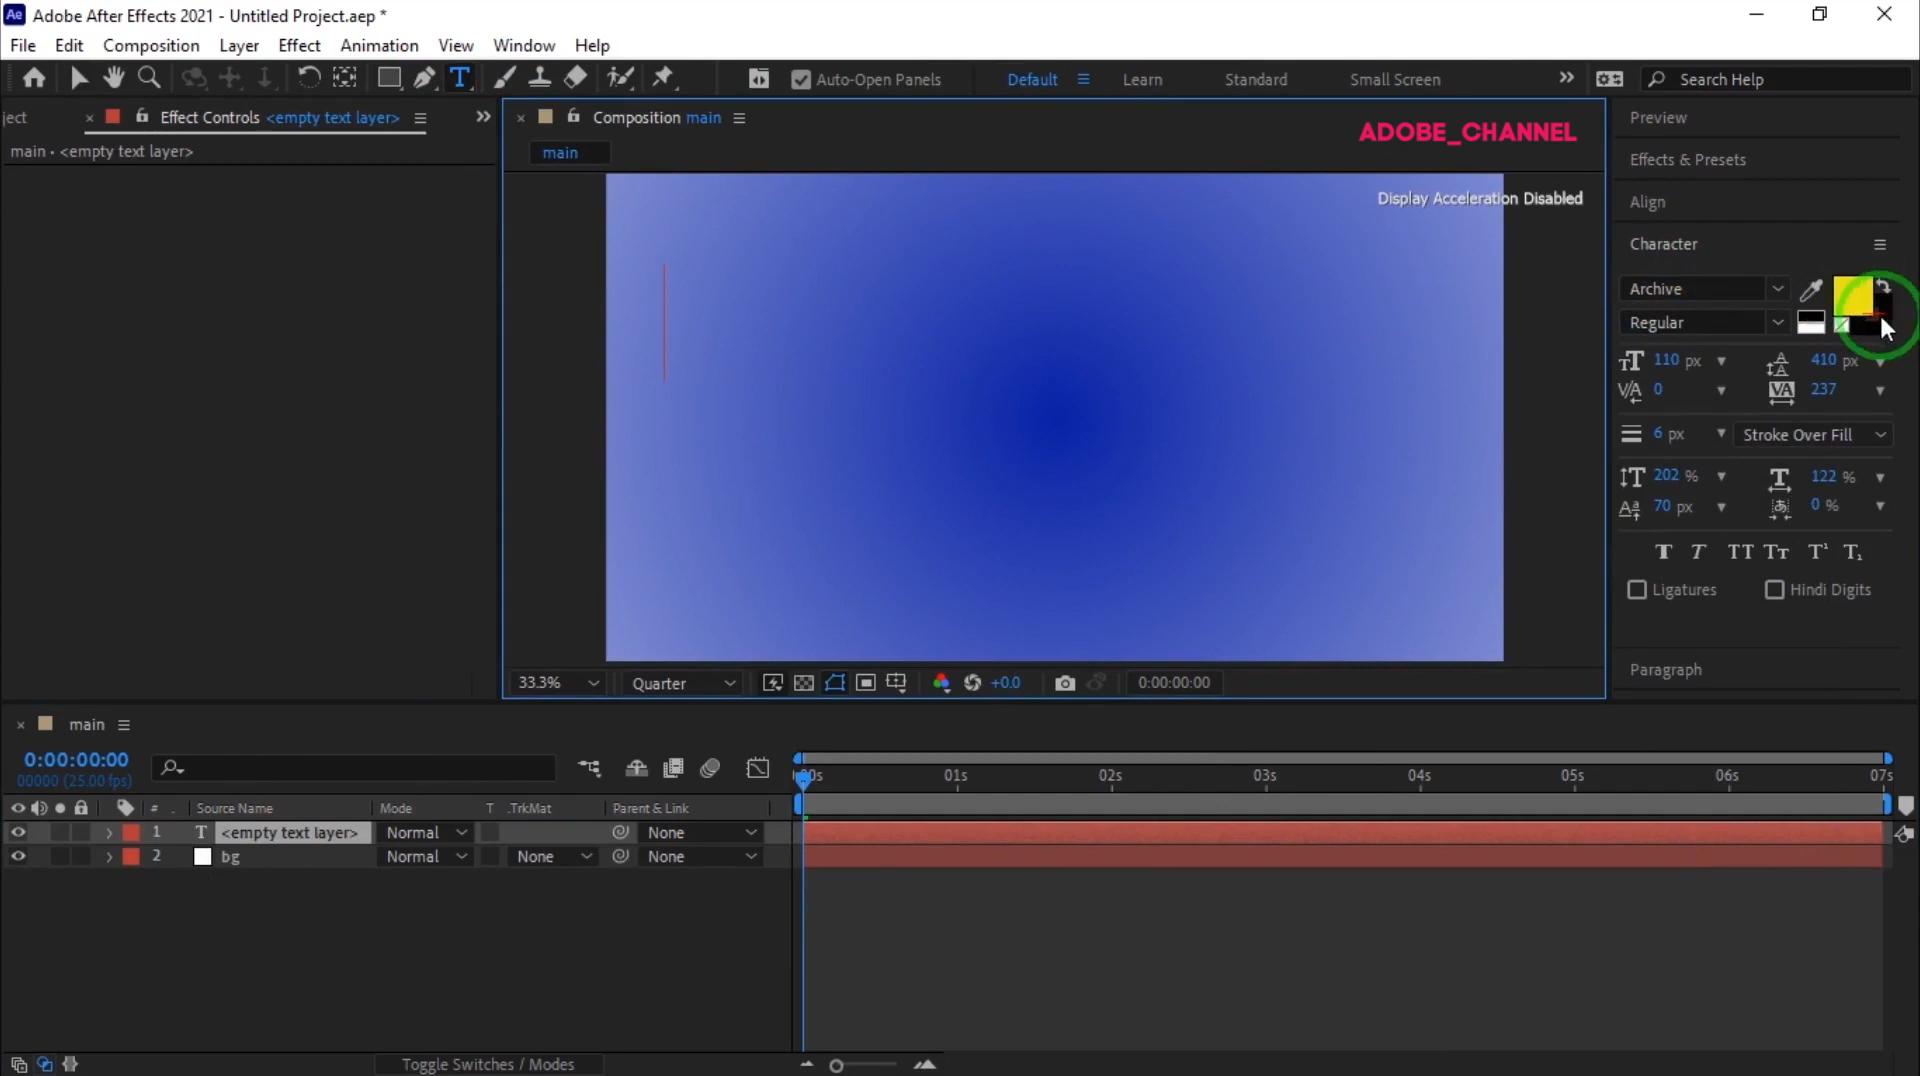 Ae Adobe After Effects 2021 - Untitled Project.aep *
File Edit Composition Layer Effect Animation View Window Help
Auto-Open Panels Default Learn Standard Small Screen Search Help
ject Effect Controls <empty text layer>
main • <empty text layer>
Composition main
main
ADOBE_CHANNEL
Display Acceleration Disabled
33.3% Quarter +0.0 0:00:00:00
Preview
Effects & Presets
Align
Character
Archive
Regular
110 px 410 px
0 237
6 px Stroke Over Fill
202 % 122 %
70 px 0 %
T T TT Tт T¹ T₁
Ligatures Hindi Digits
Paragraph
main
0:00:00:00
00000 (25.00 fps)
00s 01s 02s 03s 04s 05s 06s 07s
# . Source Name Mode T .TrkMat Parent & Link
1 T <empty text layer> Normal None
2 bg Normal None None
Toggle Switches / Modes